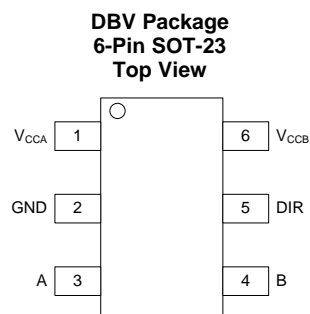 DBV Package
6-Pin SOT-23
Top View
VCCA 1 6 VCCB
GND 2 5 DIR
A 3 4 B